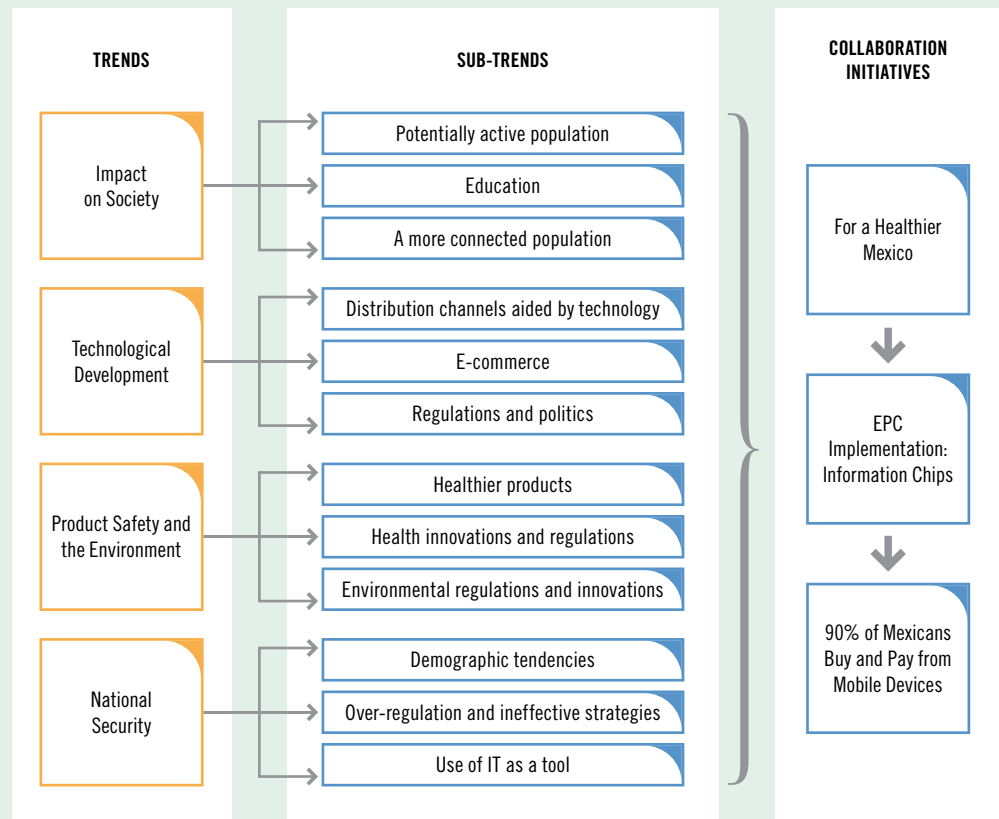 TRENDS
SUB-TRENDS
COLLABORATION
INITIATIVES
Impact
on Society
Potentially active population
Education
A more connected population
Technological
Development
Distribution channels aided by technology
E-commerce
Regulations and politics
Product Safety and
the Environment
Healthier products
Health innovations and regulations
Environmental regulations and innovations
National
Security
Demographic tendencies
Over-regulation and ineffective strategies
Use of IT as a tool
For a Healthier
Mexico
EPC
Implementation:
Information Chips
90% of Mexicans
Buy and Pay from
Mobile Devices